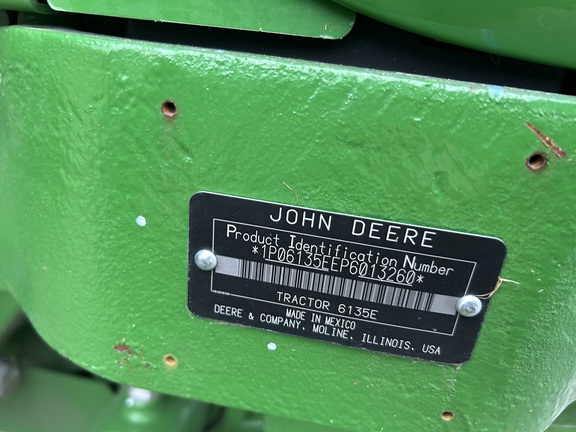 JOHN DEERE
Product Identification Number
*1P06135EEP6013260*
TRACTOR 6135E
MADE IN MEXICO
DEERE & COMPANY, MOLINE, ILLINOIS, USA